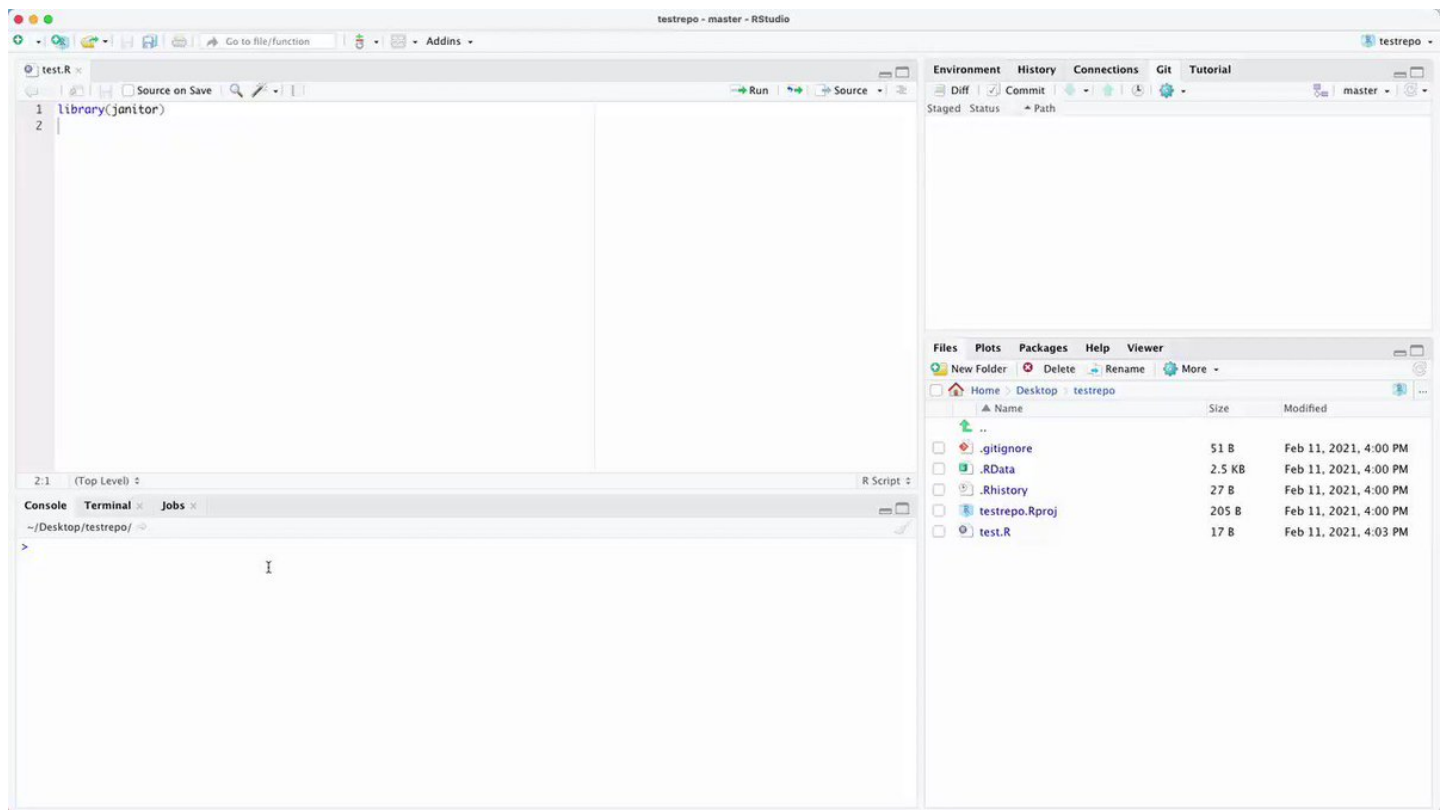 testrepo - master - RStudio
Go to file/function Addins testrepo
test.R
Source on Save Run Source
1 library(janitor)
2
2:1 (Top Level) R Script
Console Terminal Jobs
~/Desktop/testrepo/
>
Environment History Connections Git Tutorial
Diff Commit master
Staged Status Path
Files Plots Packages Help Viewer
New Folder Delete Rename More
Home Desktop testrepo ...
Name Size Modified
..
.gitignore 51 B Feb 11, 2021, 4:00 PM
.RData 2.5 KB Feb 11, 2021, 4:00 PM
.Rhistory 27 B Feb 11, 2021, 4:00 PM
testrepo.Rproj 205 B Feb 11, 2021, 4:00 PM
test.R 17 B Feb 11, 2021, 4:03 PM